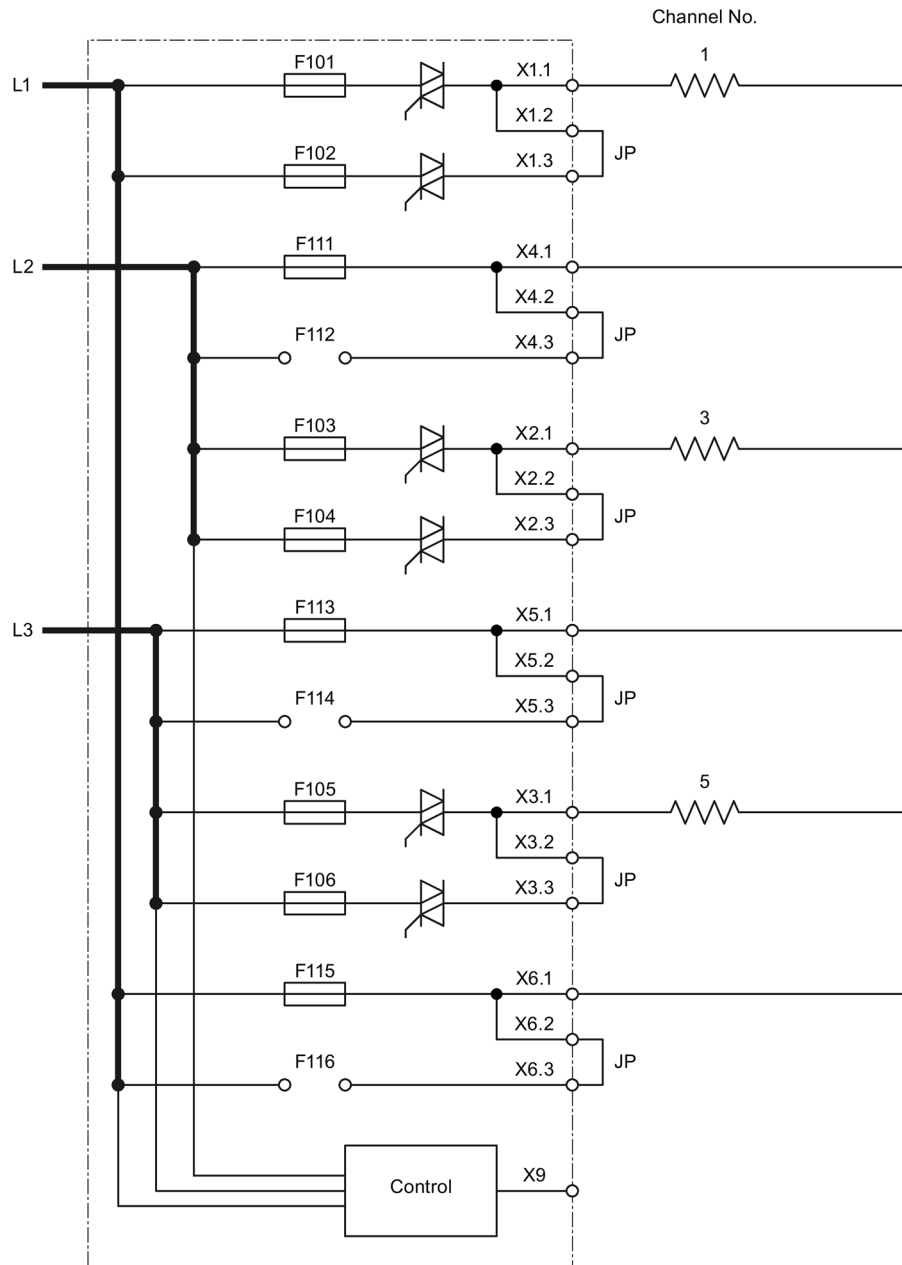 Channel No.
L1
F101
X1.1
1
X1.2
JP
F102
X1.3
L2
F111
X4.1
X4.2
JP
F112
X4.3
F103
X2.1
3
X2.2
JP
F104
X2.3
L3
F113
X5.1
X5.2
JP
F114
X5.3
F105
X3.1
5
X3.2
JP
F106
X3.3
F115
X6.1
X6.2
JP
F116
X6.3
Control
X9